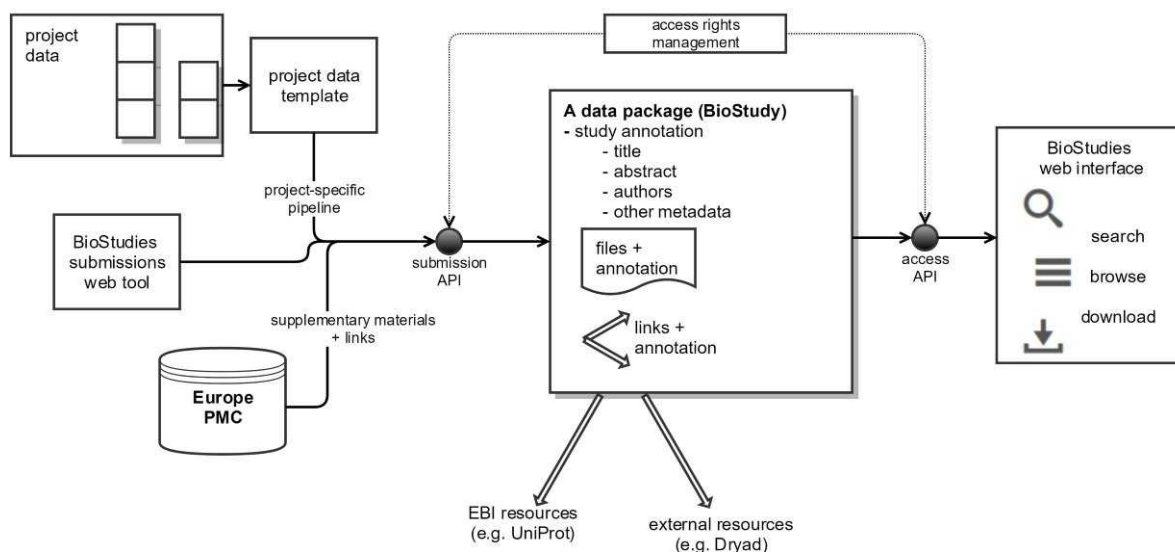 project
data
project data
template
access rights
management
project-specific
pipeline
BioStudies
submissions
web tool
submission
API
supplementary materials
+ links
Europe
PMC
A data package (BioStudy)
- study annotation
- title
- abstract
- authors
- other metadata
files +
annotation
links +
annotation
access
API
BioStudies
web interface
search
browse
download
EBI resources
(e.g. UniProt)
external resources
(e.g. Dryad)